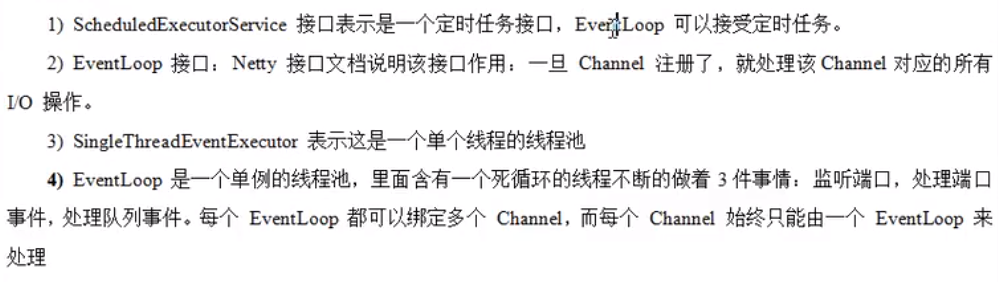 1) ScheduledExecutorService 接口表示是一个定时任务接口，EventLoop 可以接受定时任务。
2) EventLoop 接口：Netty 接口文档说明该接口作用：一旦 Channel 注册了，就处理该Channel对应的所有
I/O 操作。
3) SingleThreadEventExecutor 表示这是一个单个线程的线程池
4) EventLoop 是一个单例的线程池，里面含有一个死循环的线程不断的做着 3 件事情：监听端口，处理端口
事件，处理队列事件。每个 EventLoop 都可以绑定多个 Channel，而每个 Channel 始终只能由一个 EventLoop 来
处理